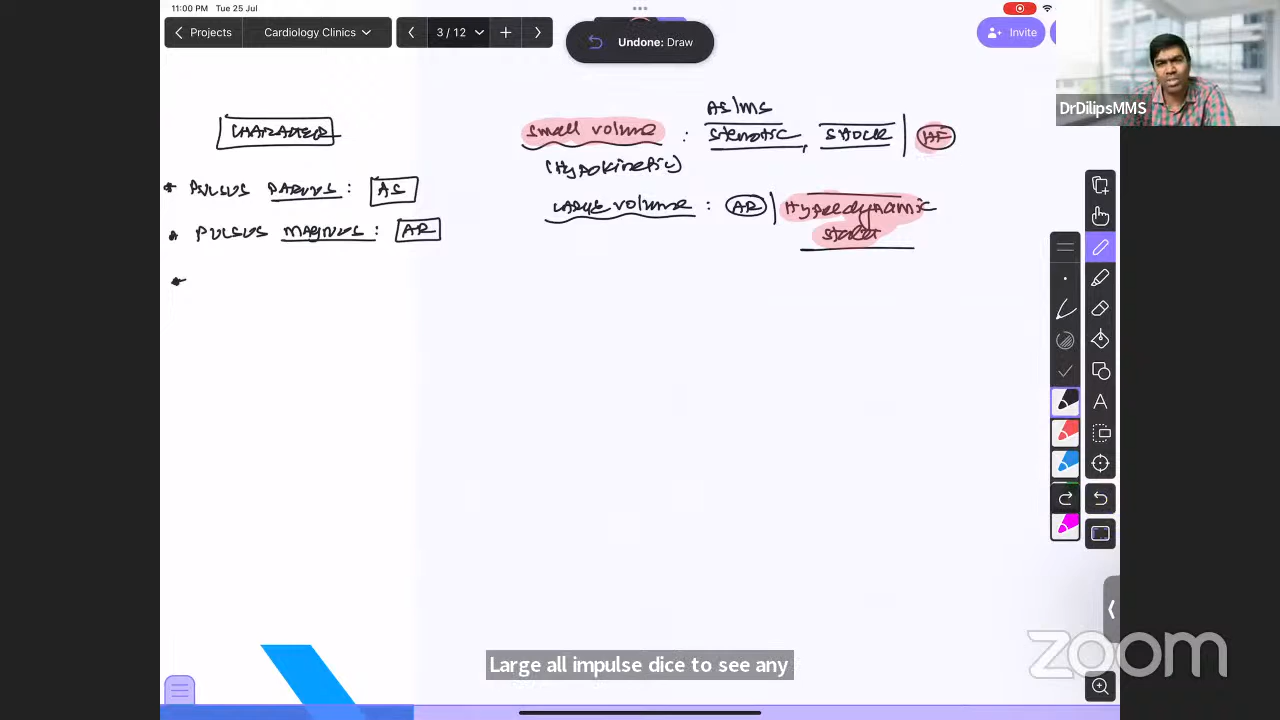 11:00 PM Tue 25 Jul
Projects
Cardiology Clinics
3 / 12
Undone: Draw
Invite
DrDilipsMMS
CHARACTER
AS/MS
small volume : stenotic, SHOCK | HF
(Hypokinetic)
* PULSUS PARVUS : AS
LARGE volume : AR | Hyperdynamic
states
* PULSUS MAGNUS : AR
A
zoom
Large all impulse dice to see any